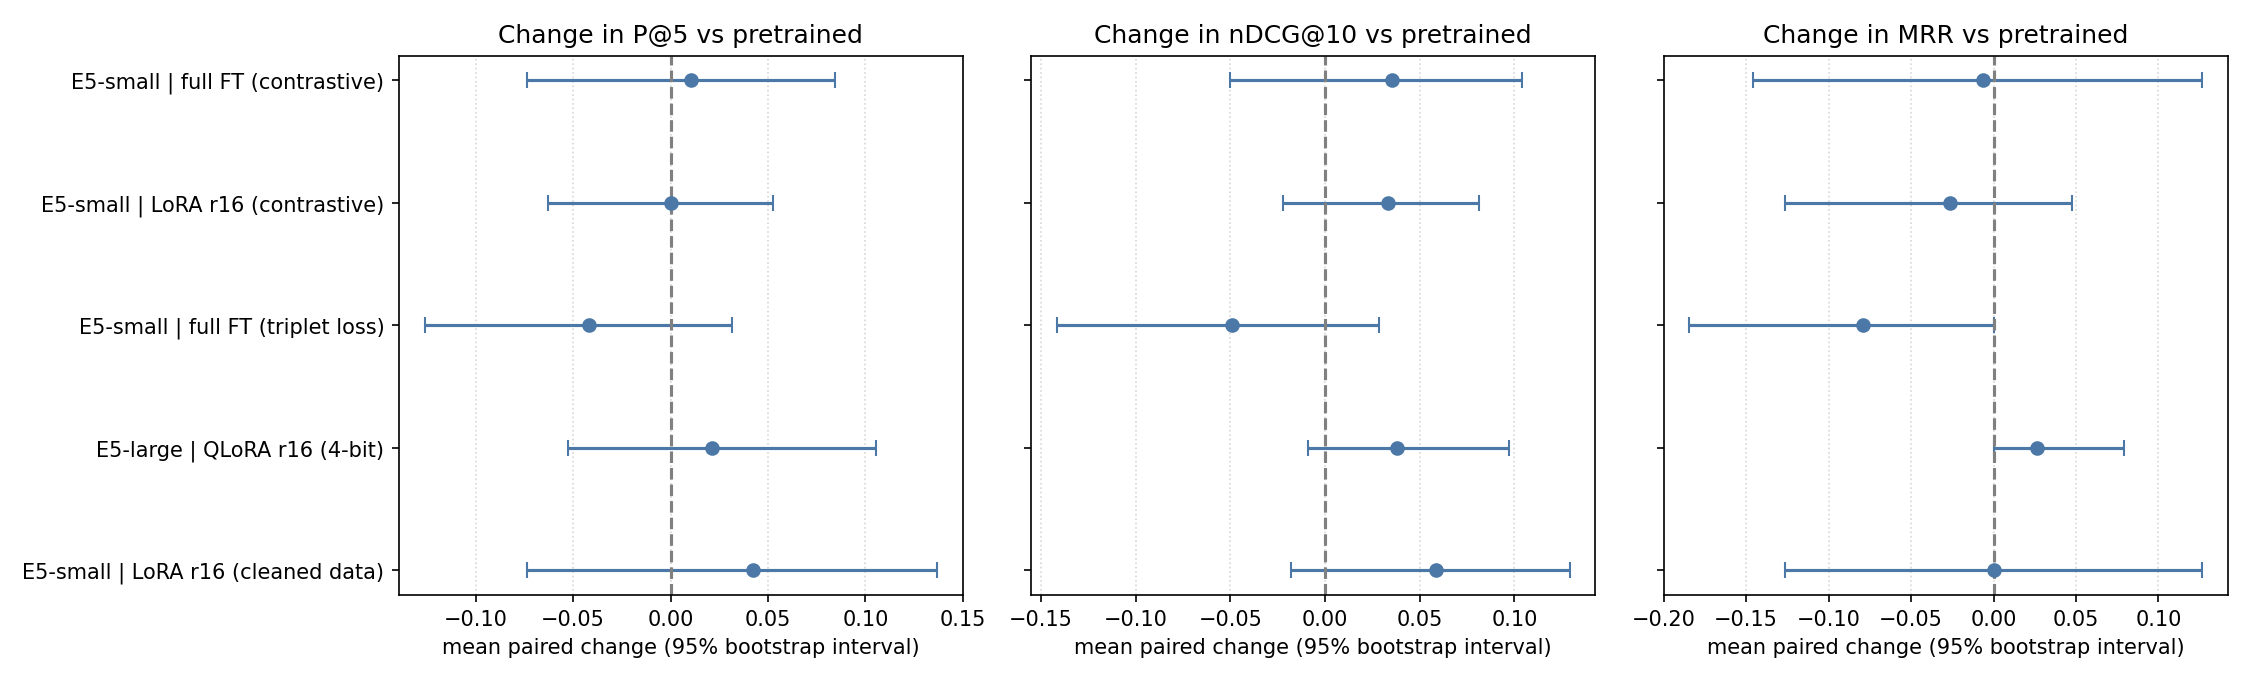 Change in P@5 vs pretrained
Change in nDCG@10 vs pretrained
Change in MRR vs pretrained
E5-small | full FT (contrastive)
E5-small | LoRA r16 (contrastive)
E5-small | full FT (triplet loss)
E5-large | QLoRA r16 (4-bit)
E5-small | LoRA r16 (cleaned data)
−0.10 −0.05 0.00 0.05 0.10 0.15
−0.15 −0.10 −0.05 0.00 0.05 0.10
−0.20 −0.15 −0.10 −0.05 0.00 0.05 0.10
mean paired change (95% bootstrap interval)
mean paired change (95% bootstrap interval)
mean paired change (95% bootstrap interval)